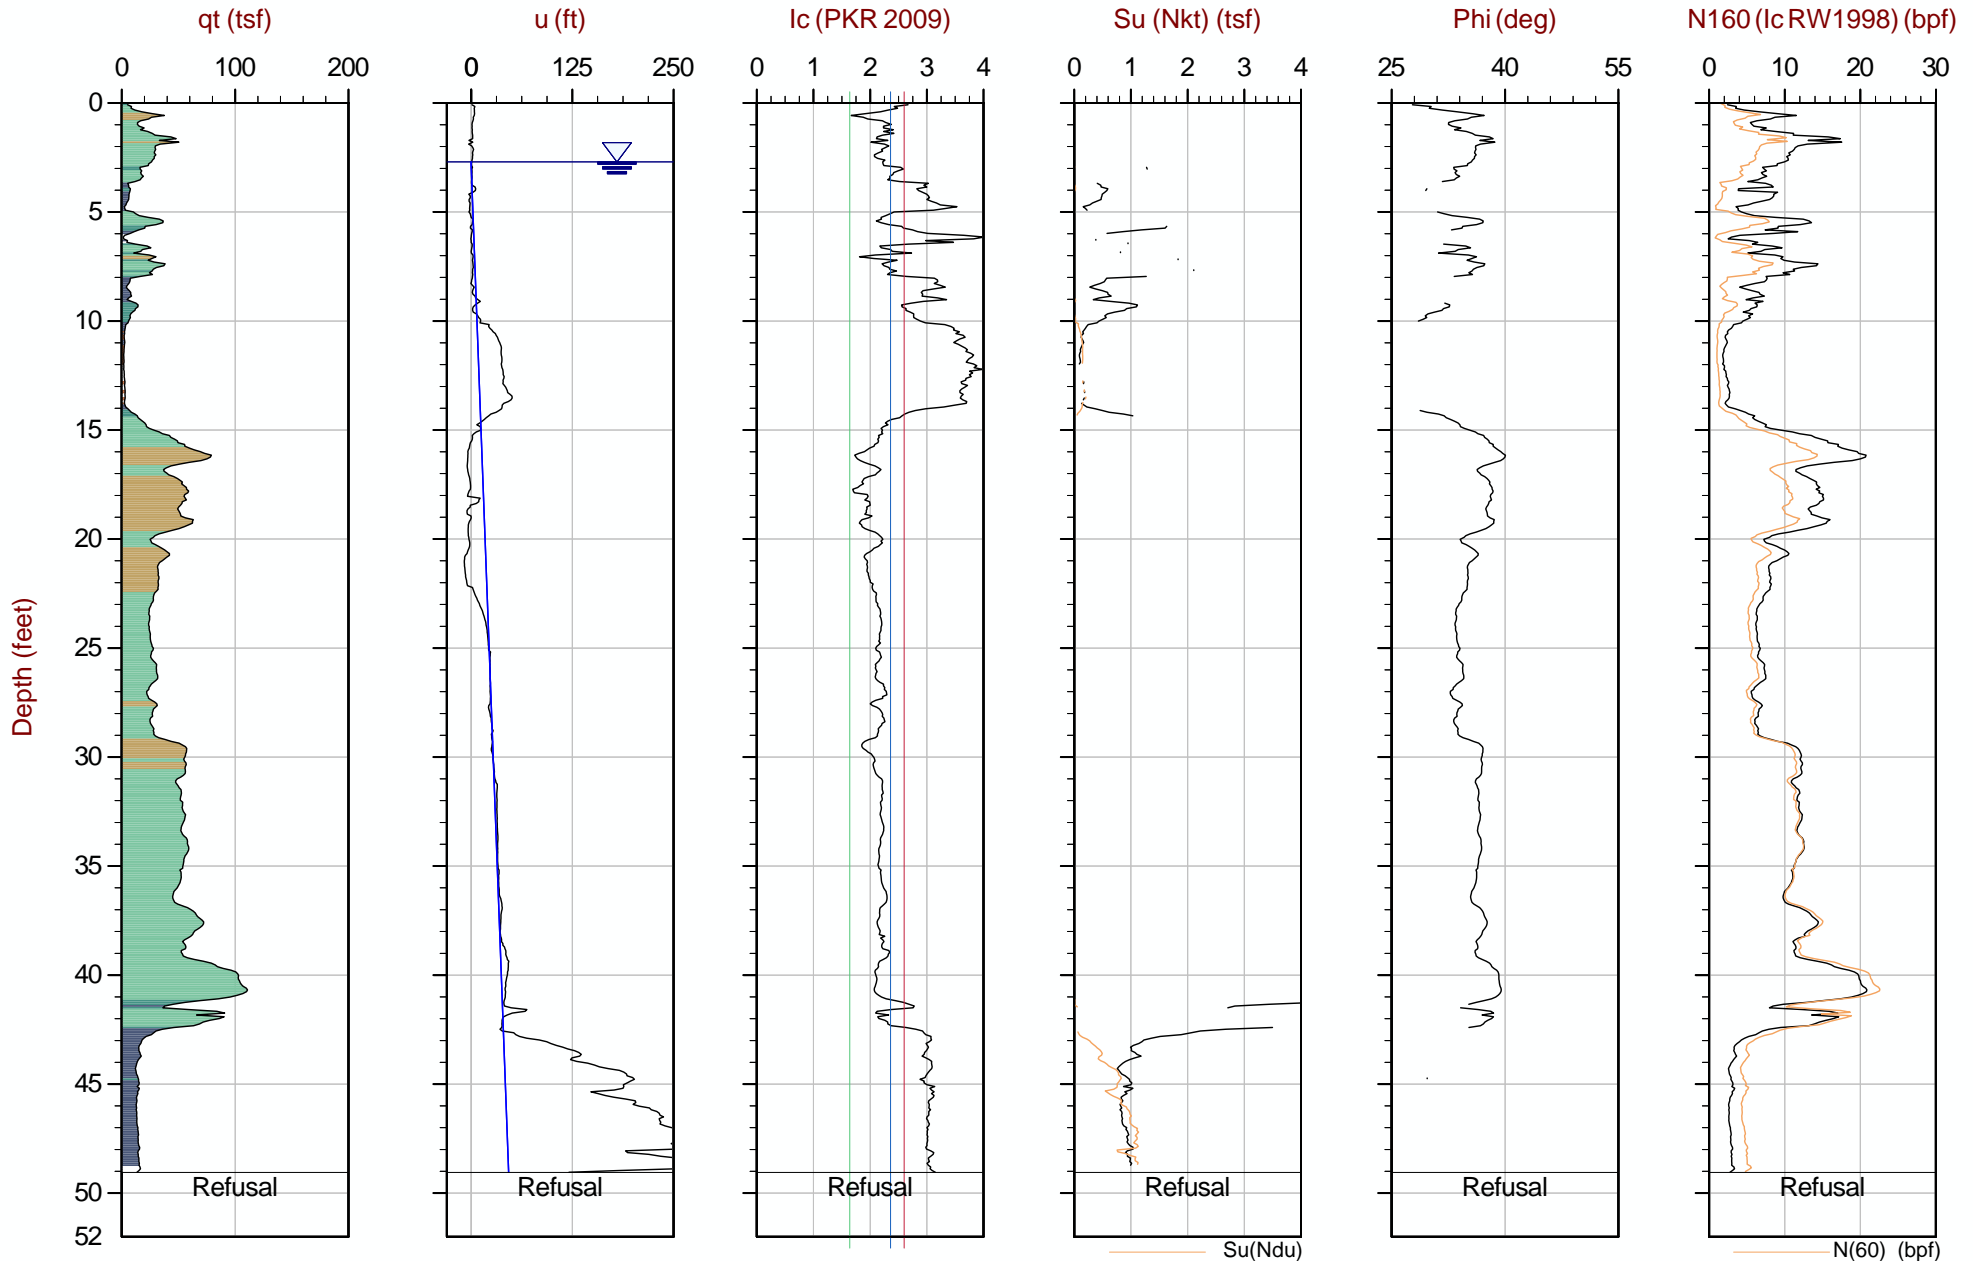 qt (tsf) u (ft) Ic (PKR 2009) Su (Nkt) (tsf) Phi (deg) N160 (Ic RW1998) (bpf)
0 100 200 0 125 250 0 1 2 3 4 0 1 2 3 4 25 40 55 0 10 20 30
0
5
10
15
20
25
30
35
40
45
50
52
Depth (feet)
Refusal Refusal Refusal Refusal Refusal Refusal
Su(Ndu) N(60) (bpf)